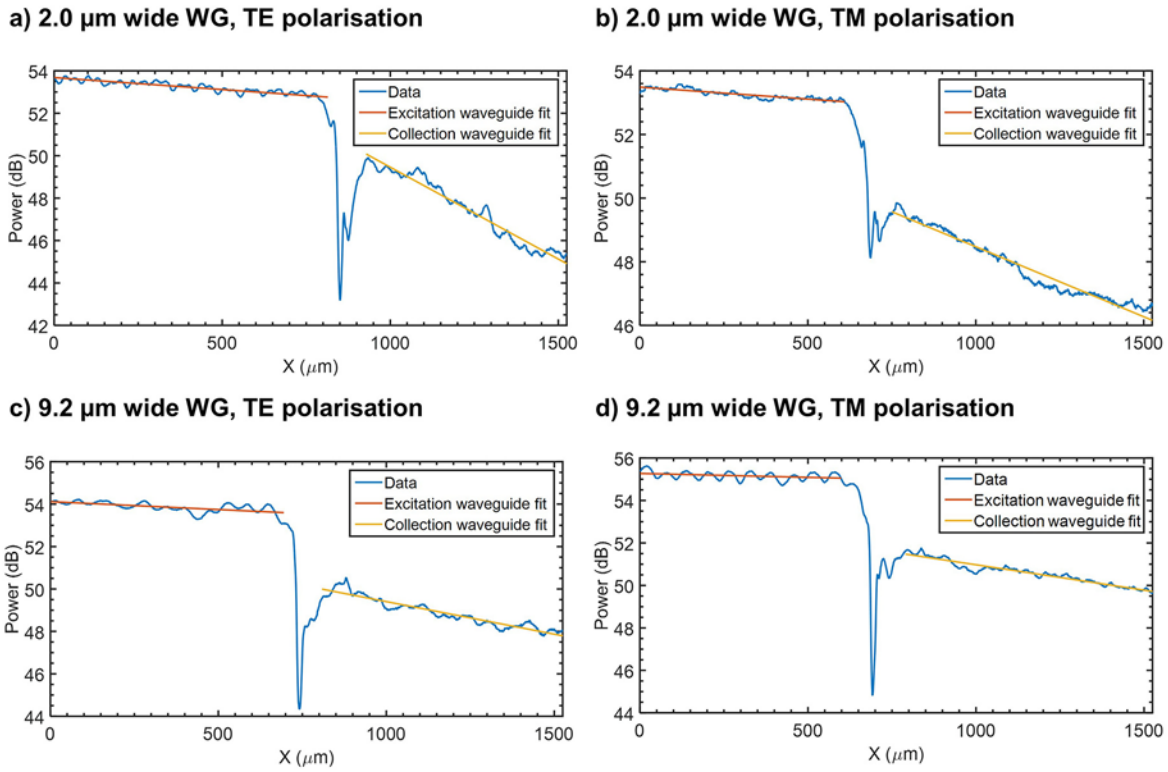 a) 2.0 µm wide WG, TE polarisation
54
52
50
48
46
44
42
Power (dB)
0
500
1000
1500
X (µm)
Data
Excitation waveguide fit
Collection waveguide fit
b) 2.0 µm wide WG, TM polarisation
54
52
50
48
46
Power (dB)
0
500
1000
1500
X (µm)
Data
Excitation waveguide fit
Collection waveguide fit
c) 9.2 µm wide WG, TE polarisation
56
54
52
50
48
46
44
Power (dB)
0
500
1000
1500
X (µm)
Data
Excitation waveguide fit
Collection waveguide fit
d) 9.2 µm wide WG, TM polarisation
56
54
52
50
48
46
44
Power (dB)
0
500
1000
1500
X (µm)
Data
Excitation waveguide fit
Collection waveguide fit